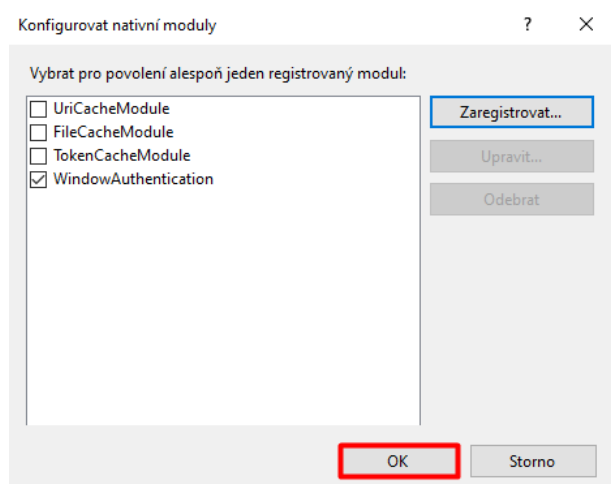 Konfigurovat nativní moduly
Vybrat pro povolení alespoň jeden registrovaný modul:
UriCacheModule
FileCacheModule
TokenCacheModule
WindowAuthentication
Zaregistrovat...
Upravit...
Odebrat
OK
Storno